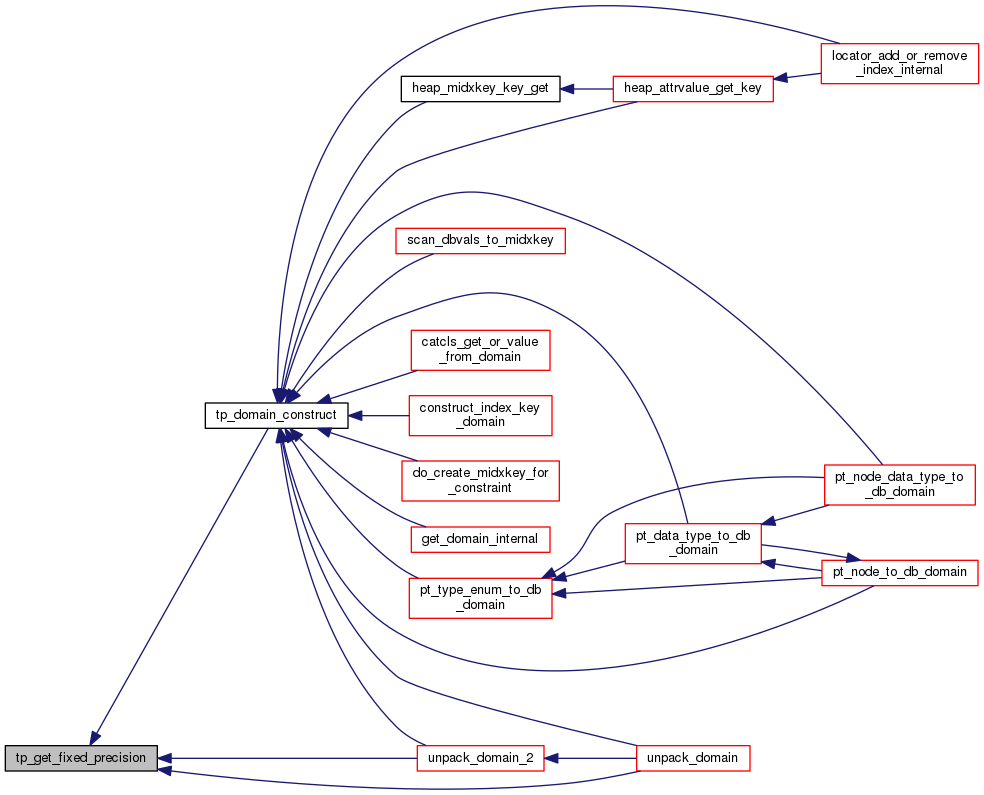 locator_add_or_remove
_index_internal
heap_midxkey_key_get
heap_attrvalue_get_key
scan_dbvals_to_midxkey
catcls_get_or_value
_from_domain
tp_domain_construct
construct_index_key
_domain
do_create_midxkey_for
_constraint
pt_node_data_type_to
_db_domain
get_domain_internal
pt_data_type_to_db
_domain
pt_type_enum_to_db
_domain
pt_node_to_db_domain
tp_get_fixed_precision
unpack_domain_2
unpack_domain